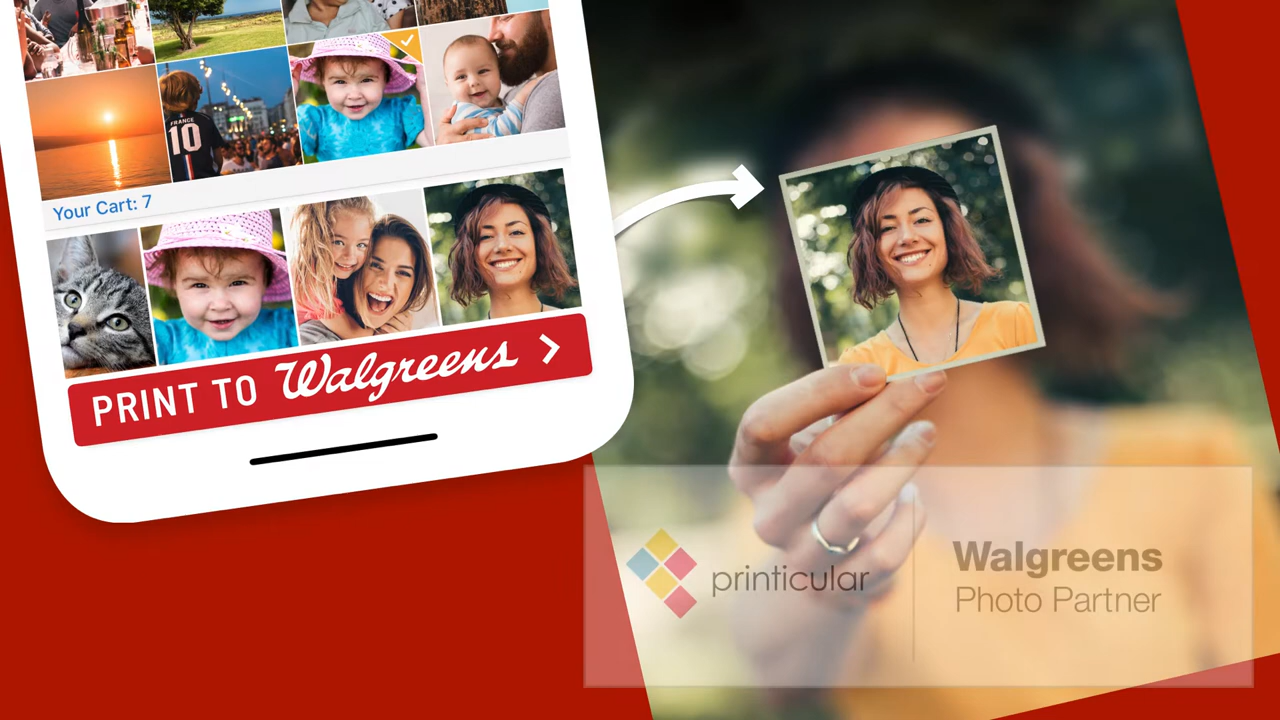 FRANCE
10
Your Cart: 7
PRINT TO Walgreens
printicular
Walgreens
Photo Partner